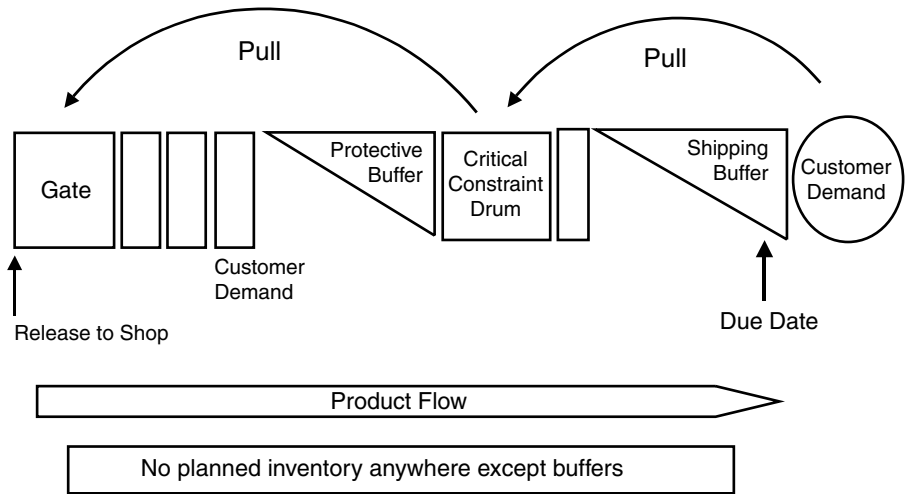 Pull
Pull
Gate
Protective
Buffer
Critical
Constraint
Drum
Shipping
Buffer
Customer
Demand
Customer
Demand
Release to Shop
Due Date
Product Flow
No planned inventory anywhere except buffers